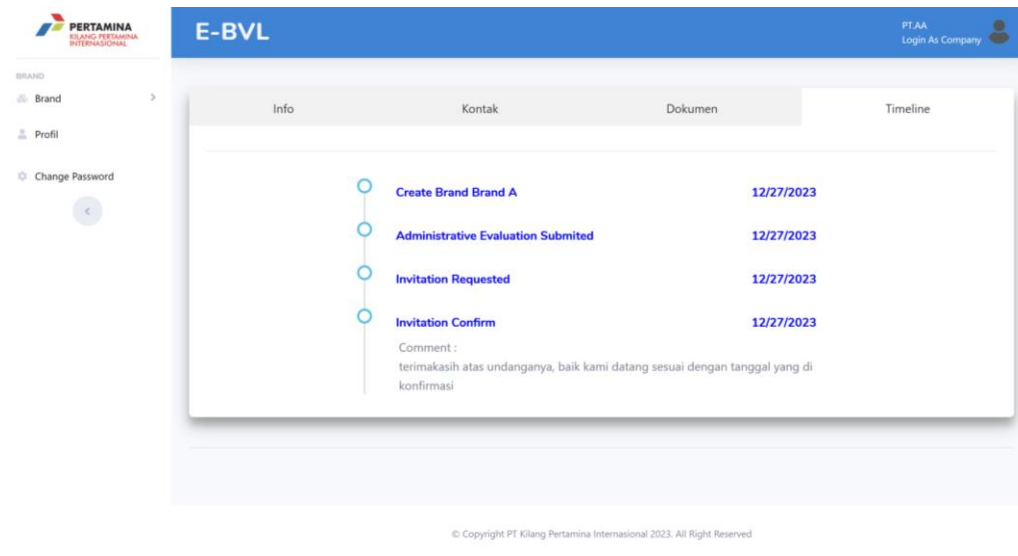 PERTAMINA
KILANG PERTAMINA
INTERNASIONAL
E-BVL
PT.AA
Login As Company
BRAND
Brand
Profil
Change Password
Info
Kontak
Dokumen
Timeline
Create Brand Brand A
12/27/2023
Administrative Evaluation Submited
12/27/2023
Invitation Requested
12/27/2023
Invitation Confirm
12/27/2023
Comment :
terimakasih atas undanganya, baik kami datang sesuai dengan tanggal yang di
konfirmasi
© Copyright PT Kilang Pertamina Internasional 2023. All Right Reserved